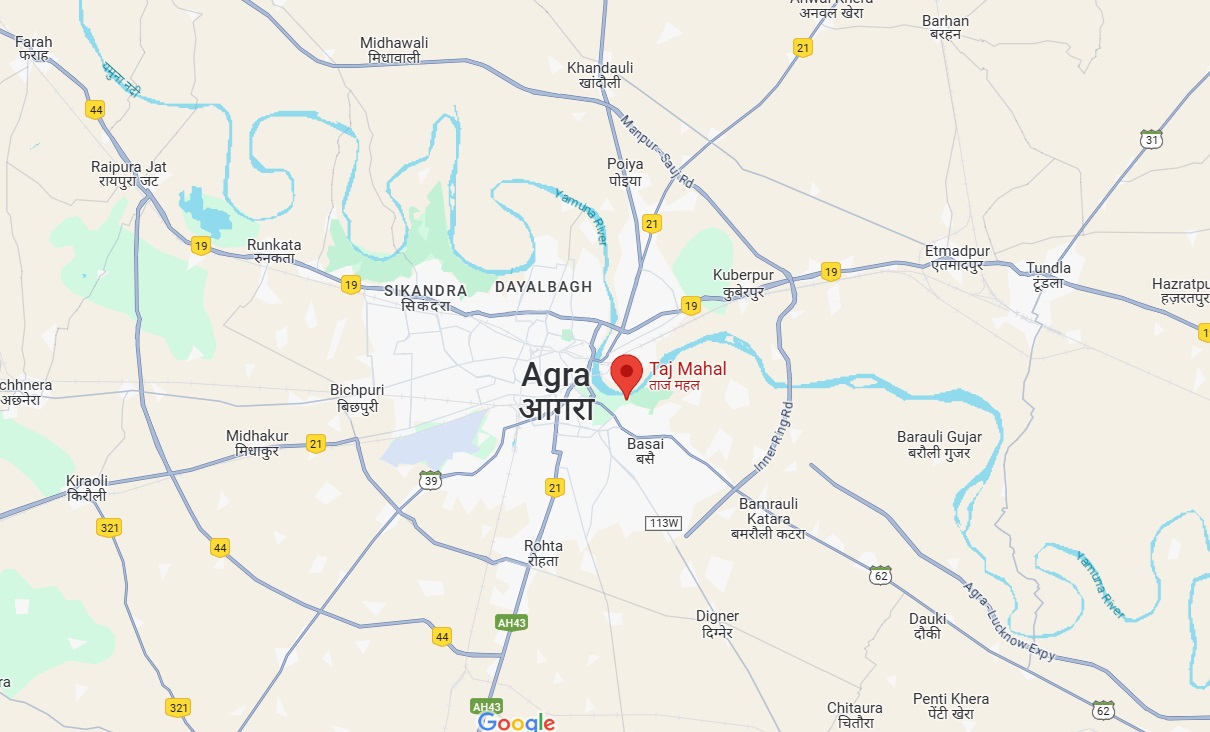 Anwal Khera
अनवल खेरा
Barhan
बरहन
Farah
फराह
Midhawali
मिधावाली
21
Khandauli
खांदौली
यमुना नदी
44
Manpur - Sauj Rd
31
Raipura Jat
रायपुरा जट
Poiya
पोइया
Yamuna River
21
19
Runkata
रुनकता
Etmadpur
एतमादपुर
Tundla
टूंडला
19
Kuberpur
कुबेरपुर
19
SIKANDRA
सिकंदरा
DAYALBAGH
Hazratpu
हज़रतपुर
19
1
Agra
आगरा
Taj Mahal
ताज महल
chhnera
अछनेरा
Bichpuri
बिछपुरी
Inner Ring Rd
Midhakur
मिधाकुर
21
Basai
बसै
Barauli Gujar
बरौली गुजर
Kiraoli
किरौली
39
21
Bamrauli
Katara
बमरौली कटरा
113W
321
44
Rohta
रोहता
62
Yamuna River
Agra - Lucknow Expy
AH43
Digner
दिग्नेर
Dauki
दौकी
44
ra
321
AH43
Penti Khera
पेंटी खेरा
Chitaura
चितौरा
62
Google